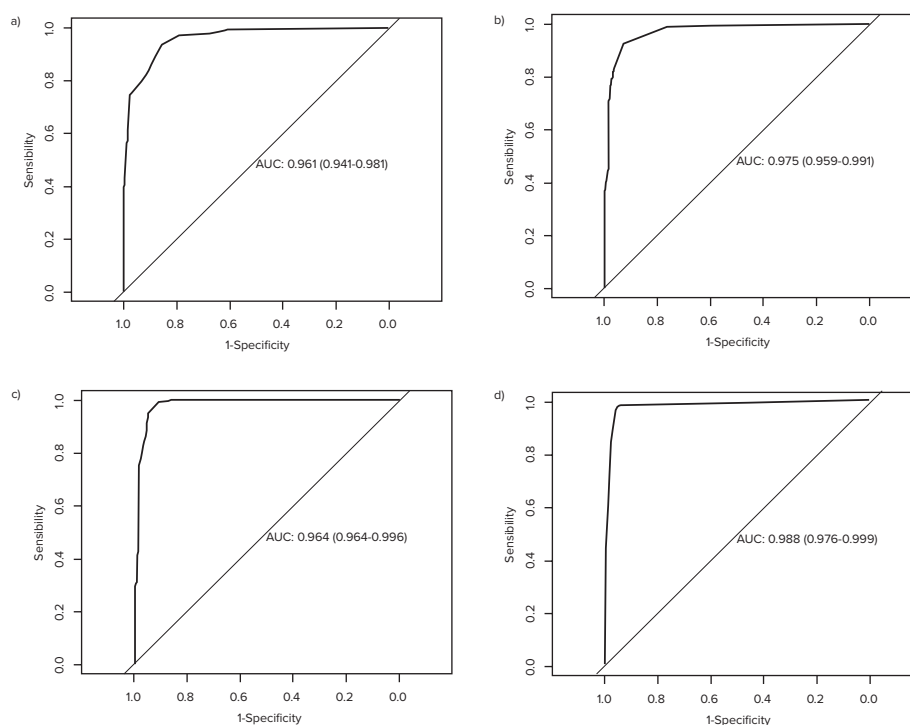 a)
1.0
0.8
0.6
0.4
0.2
0.0
Sensibility
AUC: 0.961 (0.941-0.981)
1.0 0.8 0.6 0.4 0.2 0.0
1-Specificity
b)
1.0
0.8
0.6
0.4
0.2
0.0
Sensibility
AUC: 0.975 (0.959-0.991)
1.0 0.8 0.6 0.4 0.2 0.0
1-Specificity
c)
1.0
0.8
0.6
0.4
0.2
0.0
Sensibility
AUC: 0.964 (0.964-0.996)
1.0 0.8 0.6 0.4 0.2 0.0
1-Specificity
d)
1.0
0.8
0.6
0.4
0.2
0.0
Sensibility
AUC: 0.988 (0.976-0.999)
1.0 0.8 0.6 0.4 0.2 0.0
1-Specificity